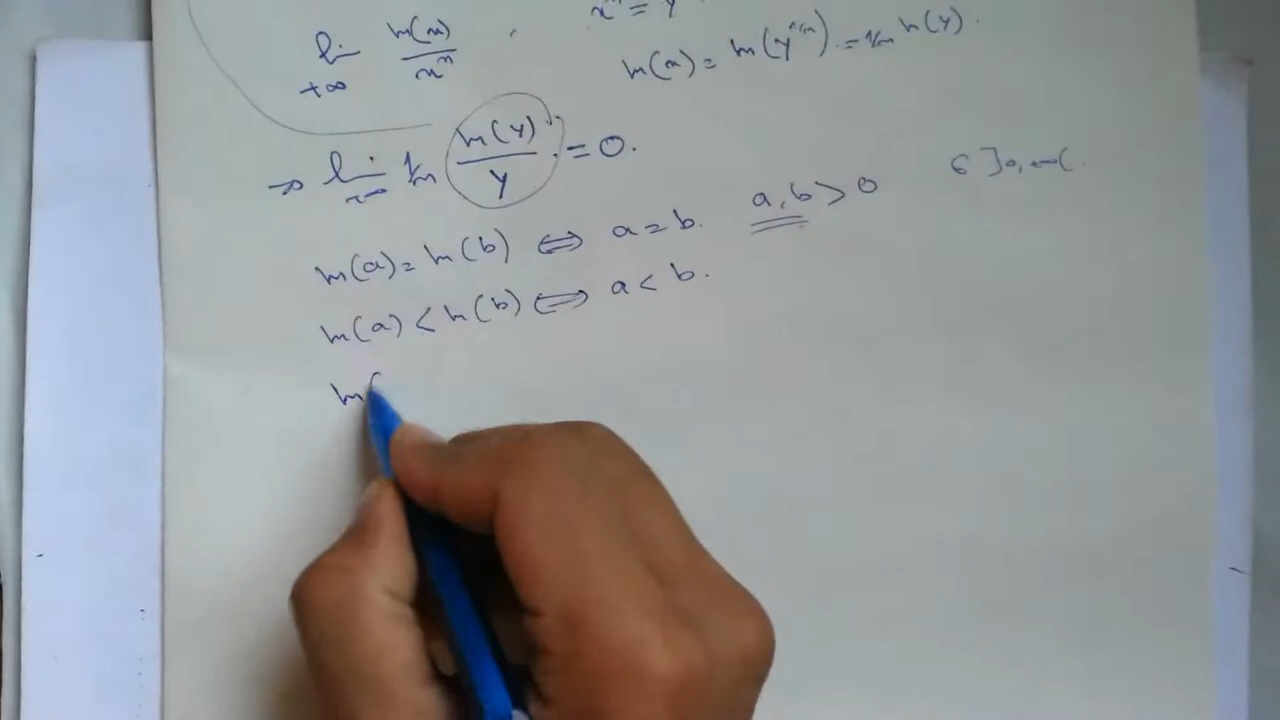 lim ln(x)/x^n , x^n = y
+∞ ln(x) = ln(y^1/n) = 1/n ln(y).
⇒ lim 1/n ln(y)/y = 0.
+∞
ln(a) = ln(b) ⇔ a = b. a, b > 0 ∈ ]0, +∞[.
ln(a) < ln(b) ⇔ a < b.
ln(